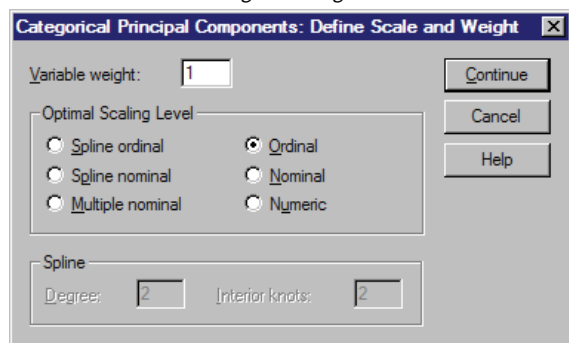 Categorical Principal Components: Define Scale and Weight
Variable weight: 1
Continue
Optimal Scaling Level
Cancel
Spline ordinal Ordinal
Help
Spline nominal Nominal
Multiple nominal Numeric
Spline
Degree: 2 Interior knots: 2